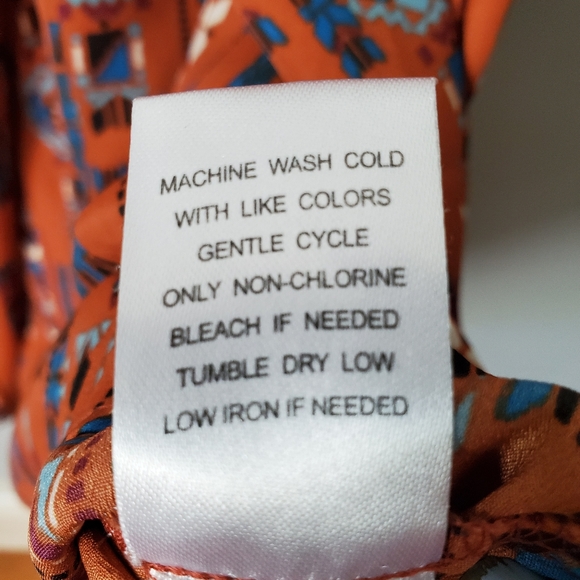 MACHINE WASH COLD
WITH LIKE COLORS
GENTLE CYCLE
ONLY NON-CHLORINE
BLEACH IF NEEDED
TUMBLE DRY LOW
LOW IRON IF NEEDED